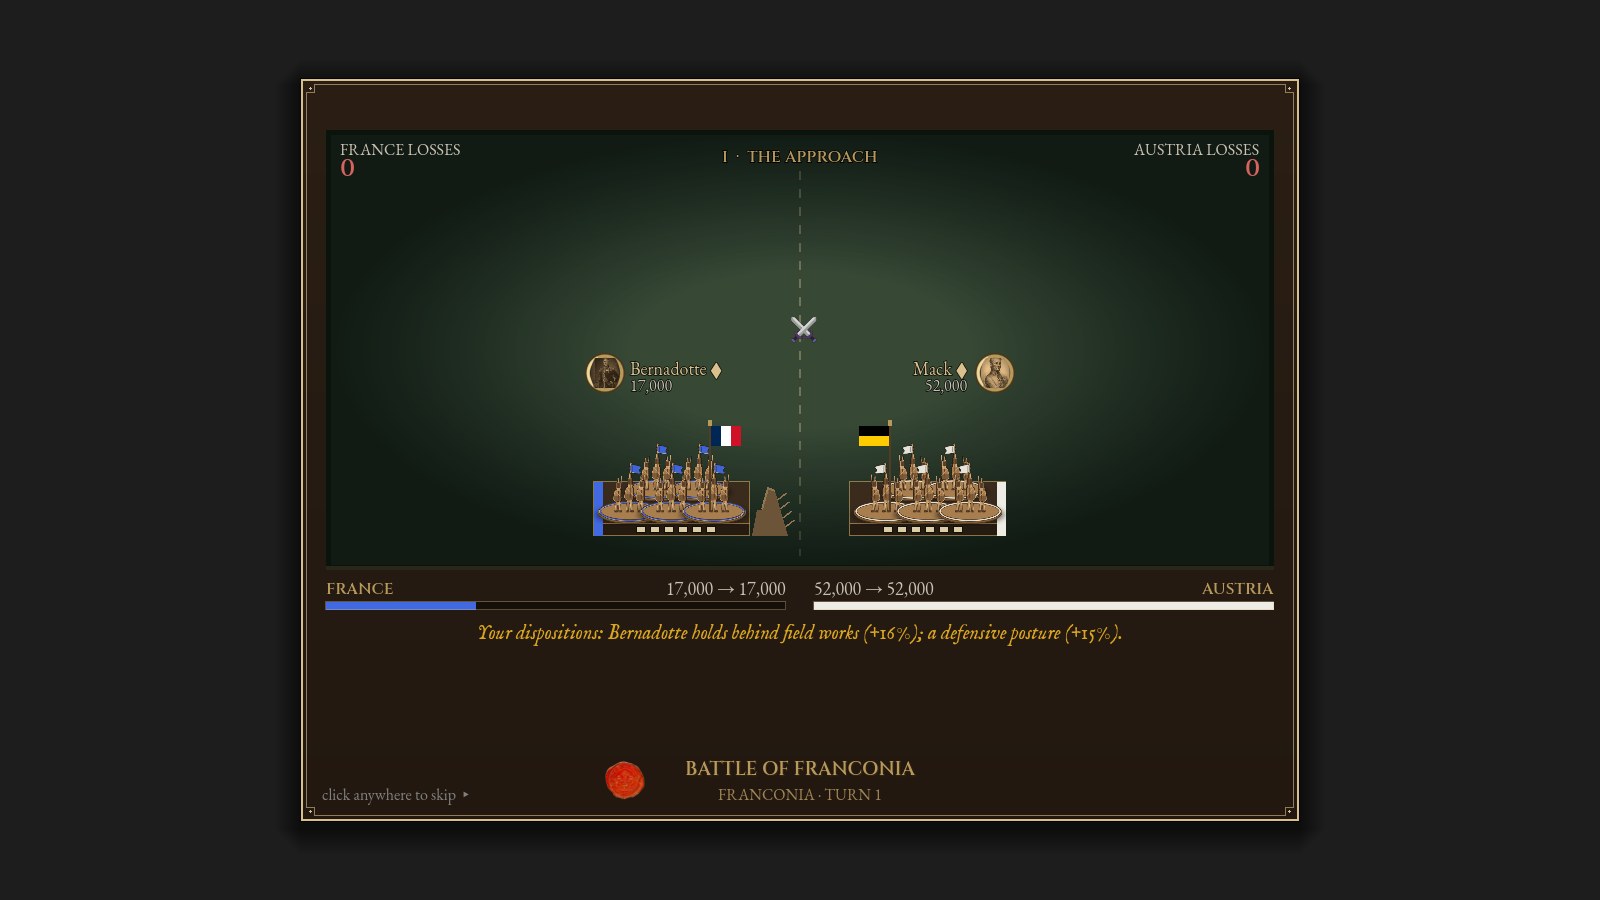 FRANCE LOSSES
0
I · THE APPROACH
AUSTRIA LOSSES
0
Bernadotte
17,000
Mack
52,000
FRANCE
17,000 → 17,000
52,000 → 52,000
AUSTRIA
Your dispositions: Bernadotte holds behind field works (+16%); a defensive posture (+15%).
BATTLE OF FRANCONIA
FRANCONIA · TURN 1
click anywhere to skip ▸